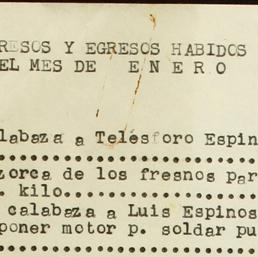 RESOS Y EGRESOS HABIDOS
EL MES DE E N E R O
labaza a Telésforo Espin
zorca de los fresnos par
. kilo....................
calabaza a Luis Espinos
poner motor p. soldar pu